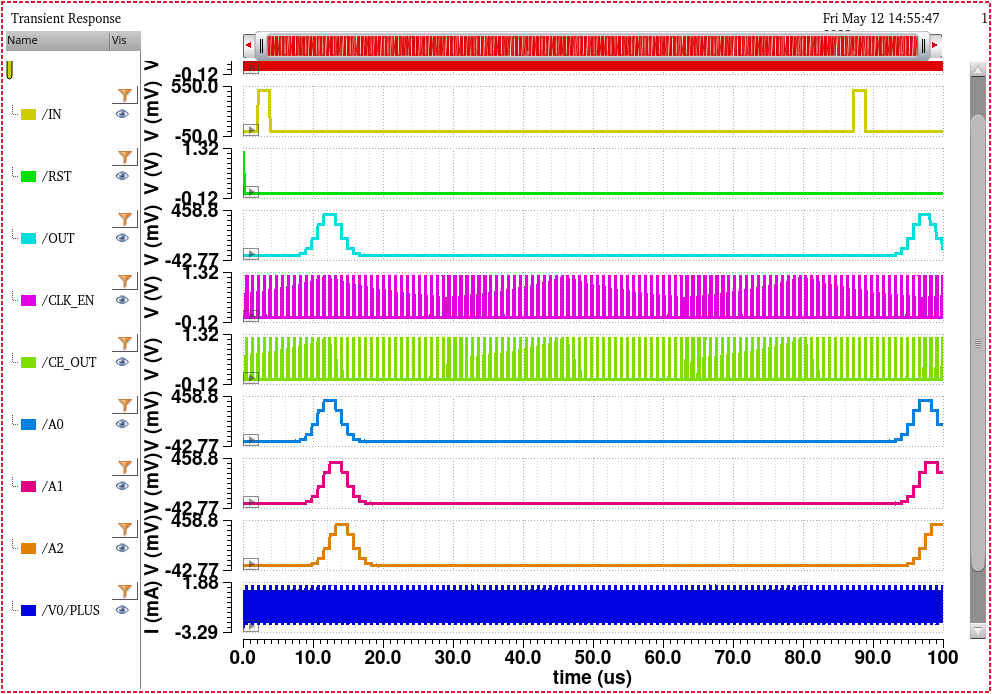 Transient Response
Fri May 12 14:55:47
1
Name Vis
V
-0.12
/IN
V (mV)
550.0
-50.0
/RST
V (V)
1.32
-0.12
/OUT
V (mV)
458.8
-42.77
/CLK_EN
V (V)
1.32
-0.12
/CE_OUT
V (V)
1.32
-0.12
/A0
V (mV)
458.8
-42.77
/A1
V (mV)
458.8
-42.77
/A2
V (mV)
458.8
-42.77
/V0/PLUS
I (mA)
1.88
-3.29
0.0 10.0 20.0 30.0 40.0 50.0 60.0 70.0 80.0 90.0 100
time (us)